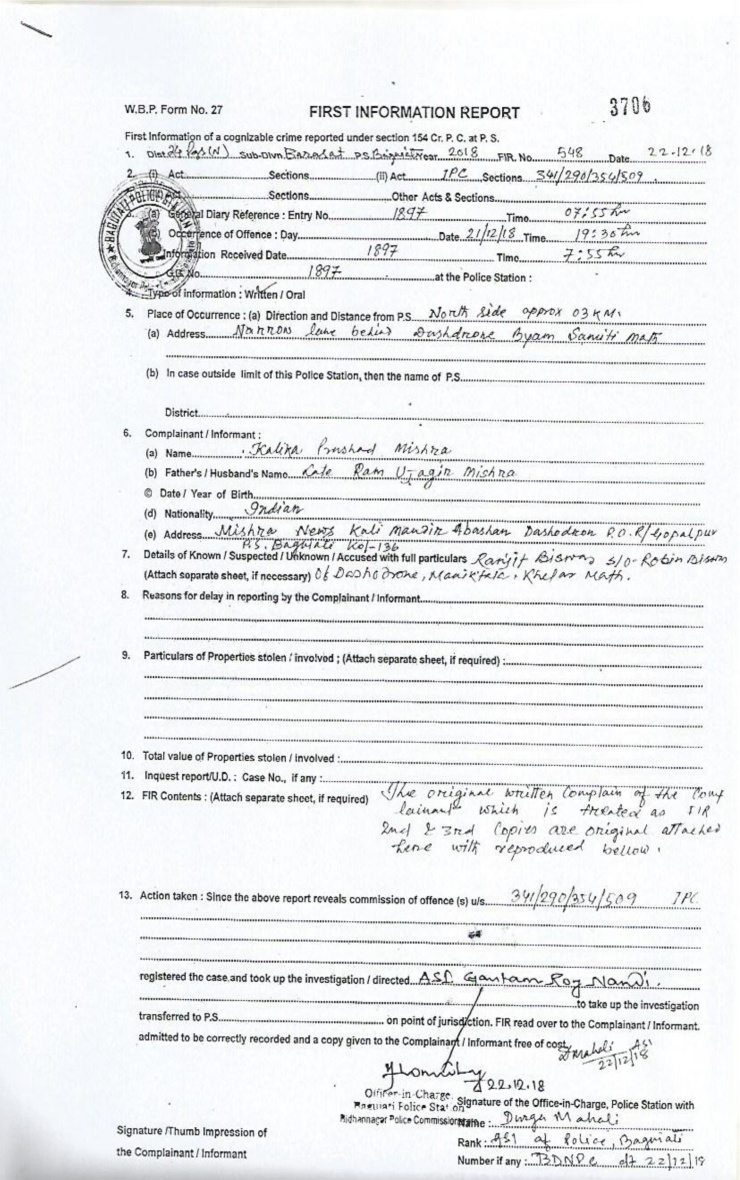 W.B.P. Form No. 27 FIRST INFORMATION REPORT 3706
First Information of a cognizable crime reported under section 154 Cr. P. C. at P. S.
1. Dist. 24 Pgs (N) Sub-Divn. Barasat P.S. Baguiati Year 2018 FIR. No. 548 Date 22.12.18
2. (i) Act Sections (ii) Act IPC Sections 341/290/354/509.
Sections Other Acts & Sections
(a) General Diary Reference : Entry No. 1897 Time 07:55 hr
Occurrence of Offence : Day Date 21/12/18 Time 19:30 hr
Information Received Date 1897 Time 7:55 hr
G.D. No. 1897 at the Police Station :
BAGUIATI POLICE STATION
Type of information : Written / Oral
5. Place of Occurrence : (a) Direction and Distance from P.S. North side approx 03 KM.
(a) Address Narrow lane behind Dashdrone Byam Samiti Math
(b) In case outside limit of this Police Station, then the name of P.S.
District
6. Complainant / Informant :
(a) Name Kalika Prashad Mishra
(b) Father's / Husband's Name Late Ram Ujagir Mishra
© Date / Year of Birth
(d) Nationality Indian
(e) Address Mishra News Kali Mandir Abashan Dashodron P.O. R/Gopalpur
P.S. Baguiati Kol-136
7. Details of Known / Suspected / Unknown / Accused with full particulars Ranjit Biswas s/o- Robin Biswas
(Attach soparate sheet, if necessary) Of Dashodrone, Maniktala, Khelar Math.
8. Reasons for delay in reporting by the Complainant / Informant
9. Particulars of Properties stolen / involved ; (Attach separate sheet, if required) :
10. Total value of Properties stolen / involved :
11. Inquest report/U.D. : Case No., if any :
12. FIR Contents : (Attach separate sheet, if required) The original written Complain of the Comp
lainant which is treated as FIR
2nd & 3rd Copies are original attached
here with reproduced bellow.
13. Action taken : Since the above report reveals commission of offence (s) u/s. 341/290/354/509 IPC
registered the case and took up the investigation / directed ASI Gautam Roy Nandi.
to take up the investigation
transferred to P.S. on point of jurisdiction. FIR read over to the Complainant / Informant.
admitted to be correctly recorded and a copy given to the Complainant / Informant free of cost.
DMahali ASI
22/12/18
22.12.18
Officer-in-Charge
Baguiati Police Station
Bidhannagar Police Commissionerate
Signature of the Office-in-Charge, Police Station with
Name : Durga Mahali
Rank : ASI of Police, Baguiati
Number if any : BDNPC dt 22/12/18
Signature /Thumb Impression of
the Complainant / Informant